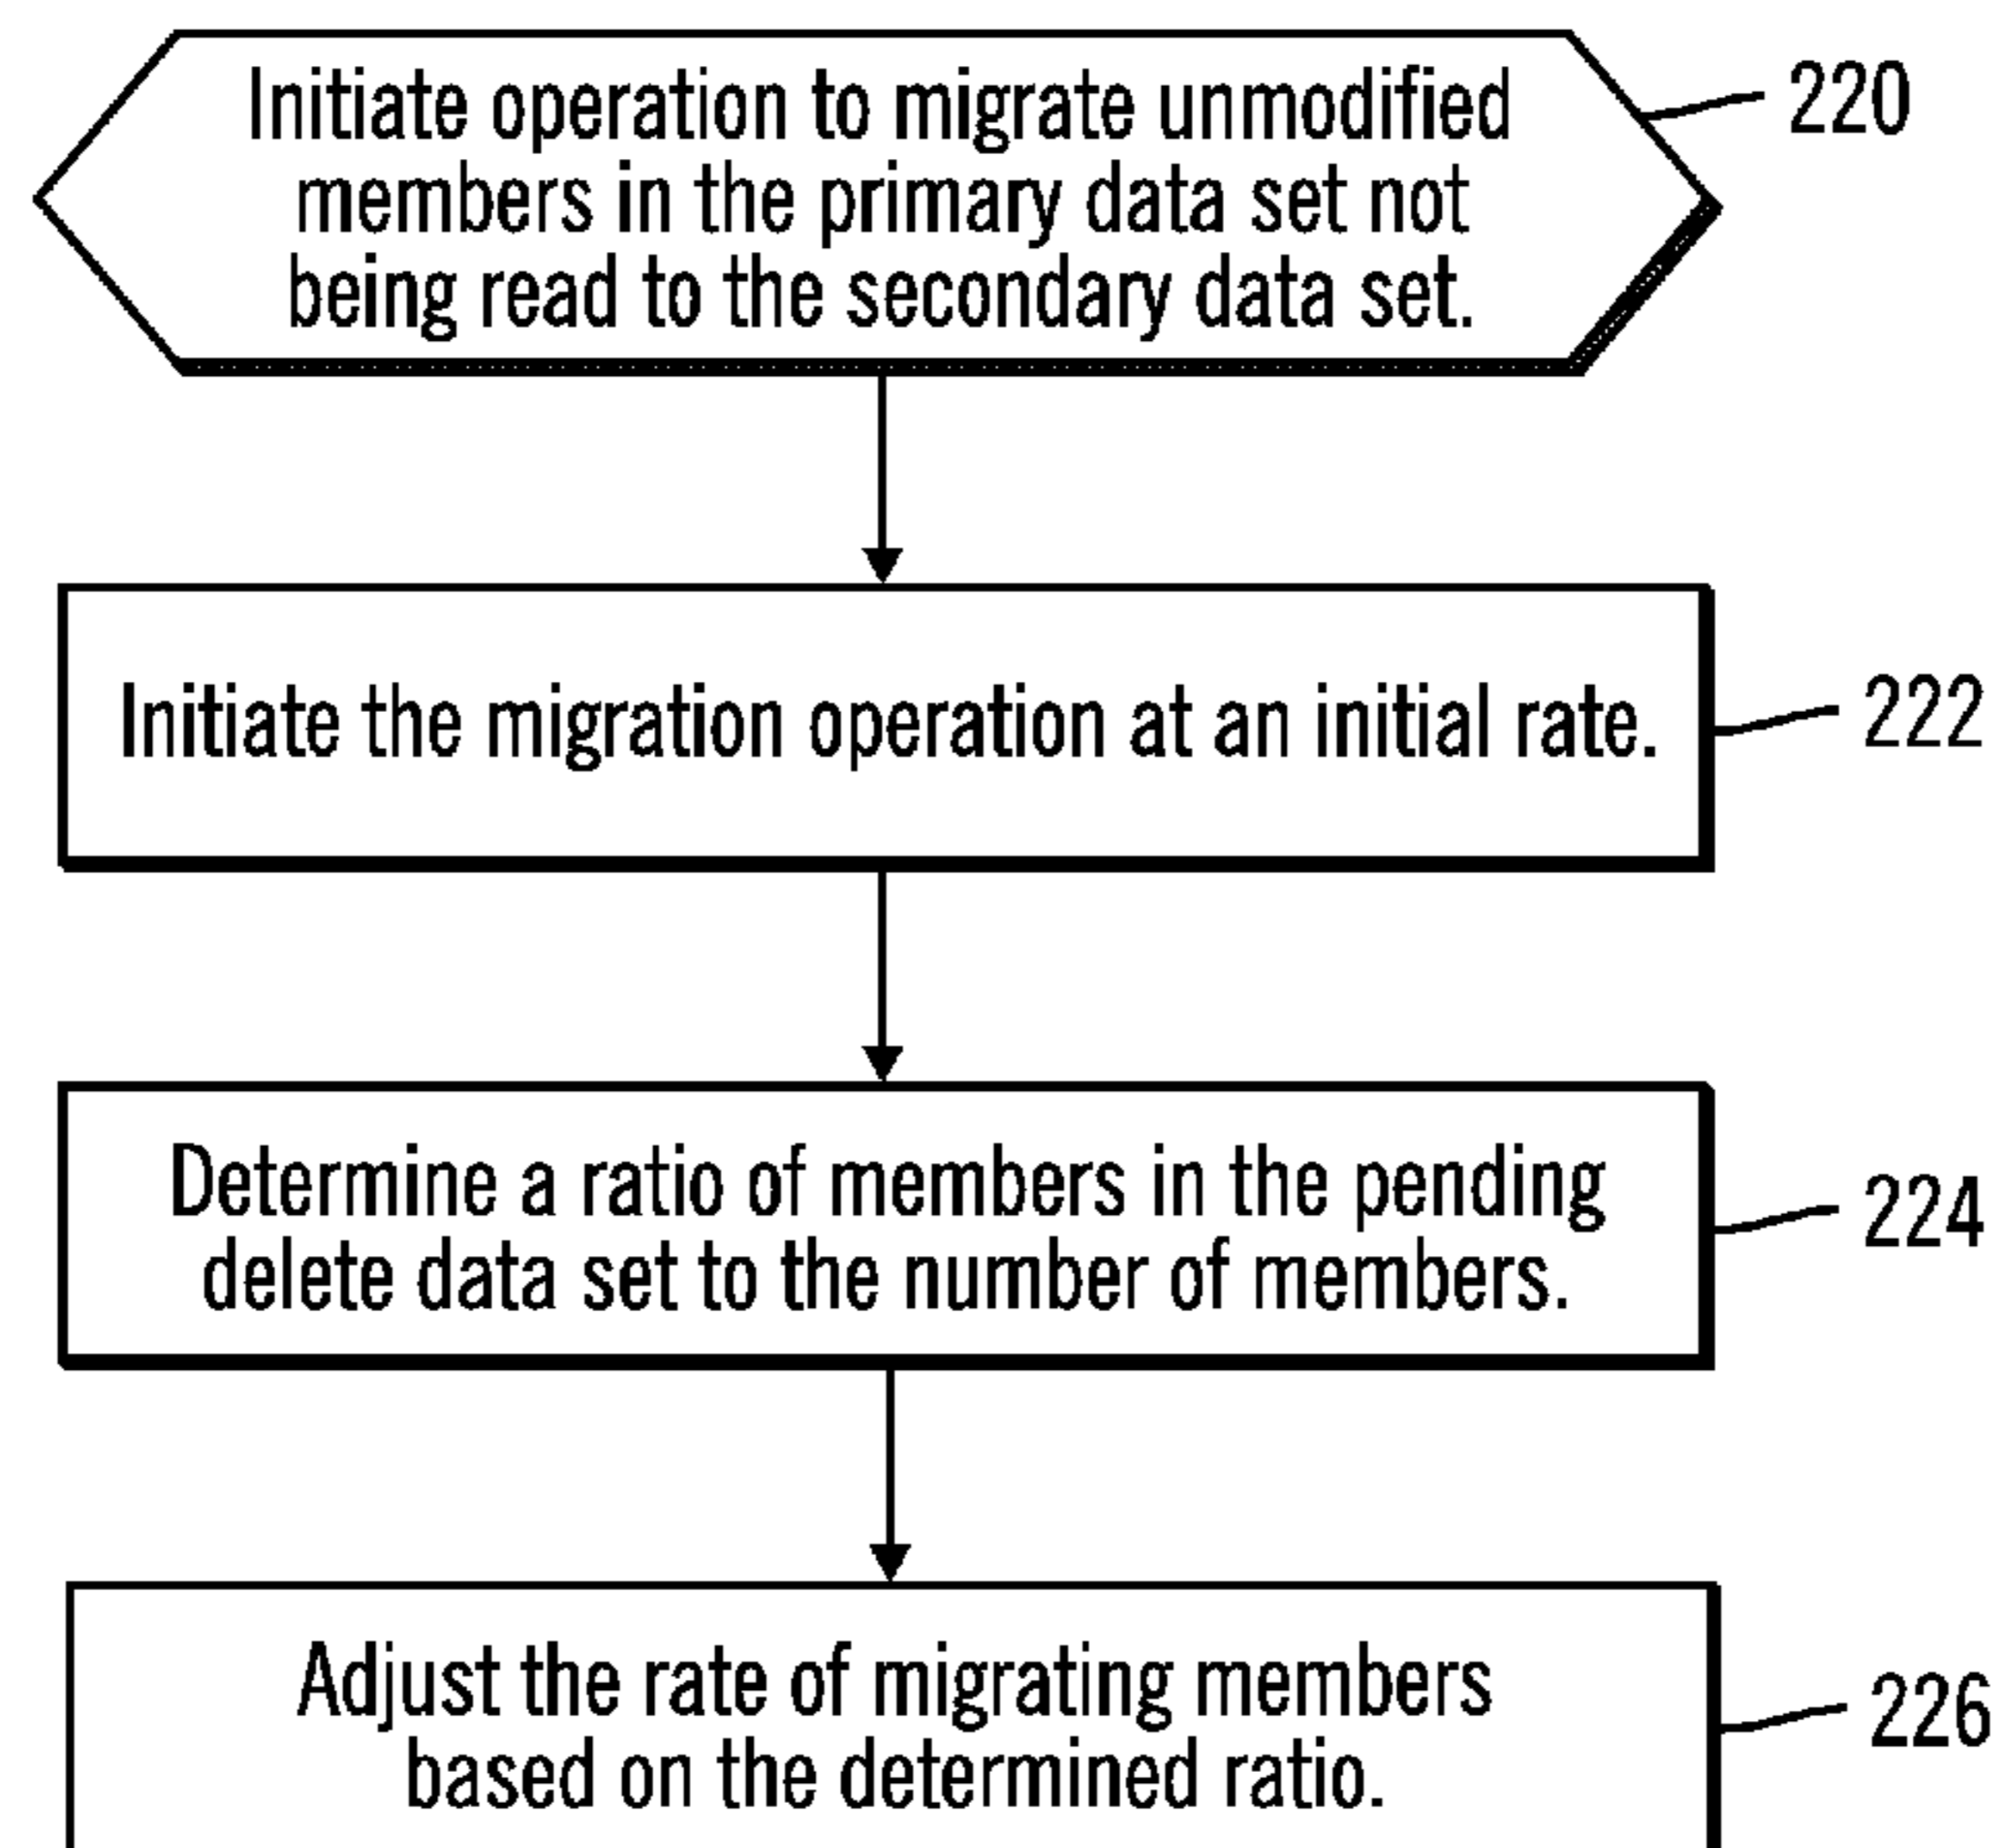 Initiate operation to migrate unmodified
members in the primary data set not
being read to the secondary data set.
220
Initiate the migration operation at an initial rate.
222
Determine a ratio of members in the pending
delete data set to the number of members.
224
Adjust the rate of migrating members
based on the determined ratio.
226